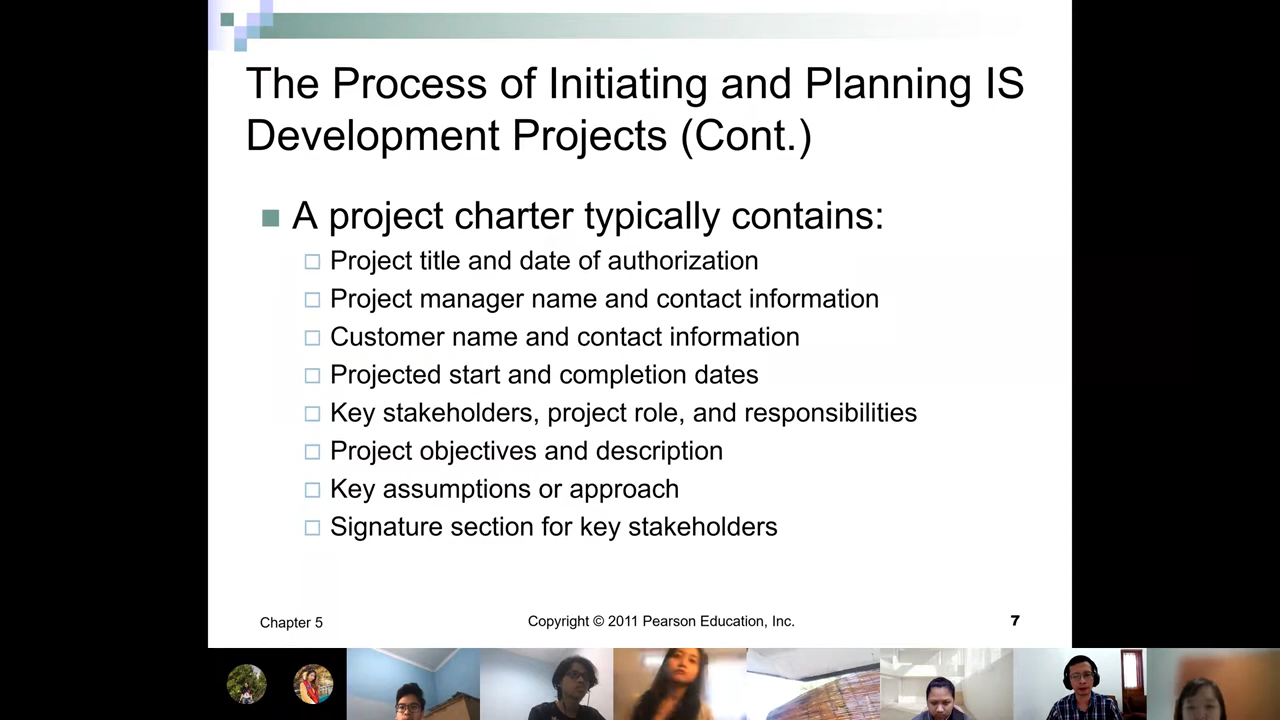 The Process of Initiating and Planning IS
Development Projects (Cont.)
A project charter typically contains:
Project title and date of authorization
Project manager name and contact information
Customer name and contact information
Projected start and completion dates
Key stakeholders, project role, and responsibilities
Project objectives and description
Key assumptions or approach
Signature section for key stakeholders
Chapter 5
Copyright © 2011 Pearson Education, Inc.
7